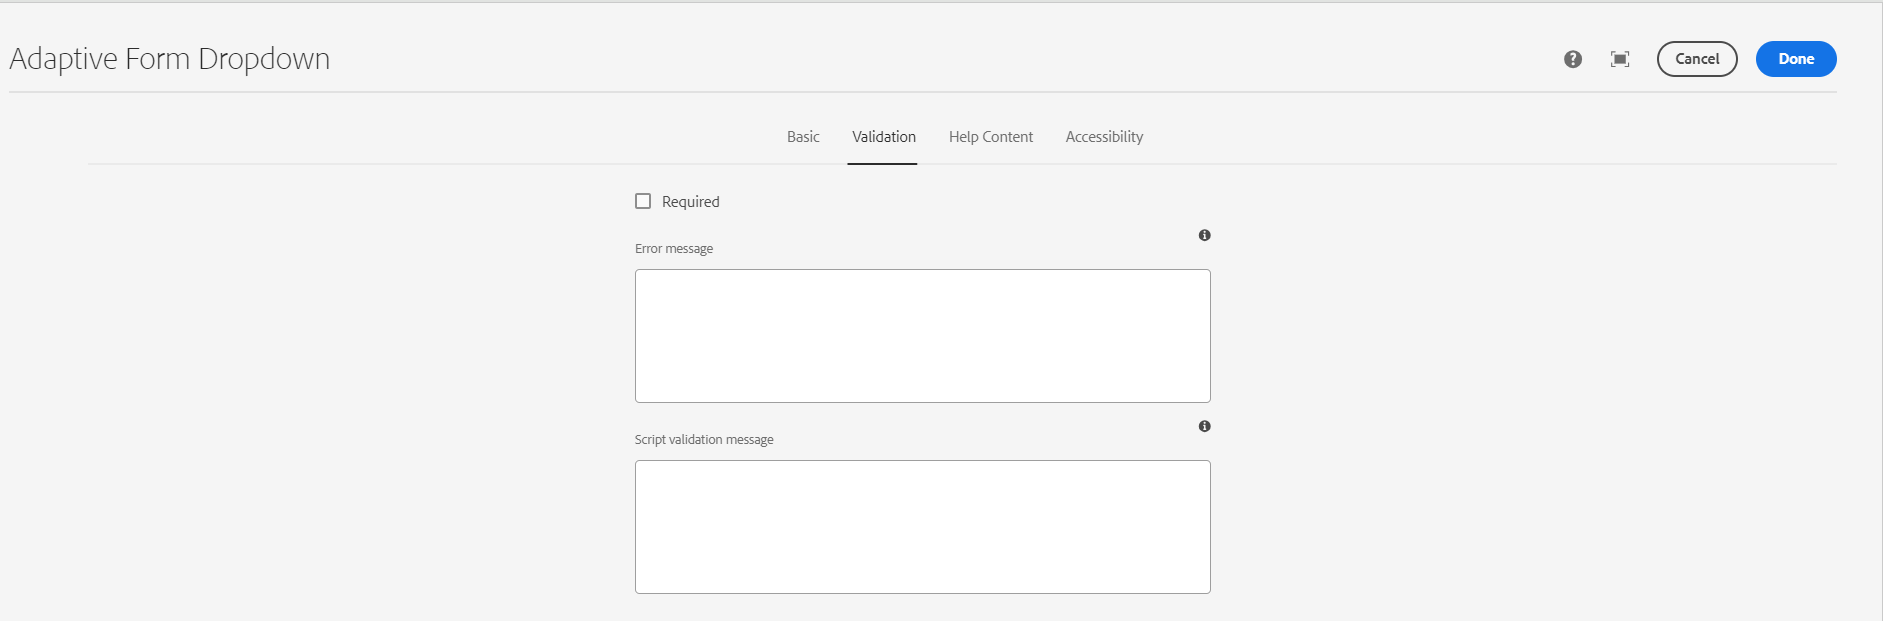 Adaptive Form Dropdown
Cancel
Done
Basic
Validation
Help Content
Accessibility
Required
Error message
Script validation message